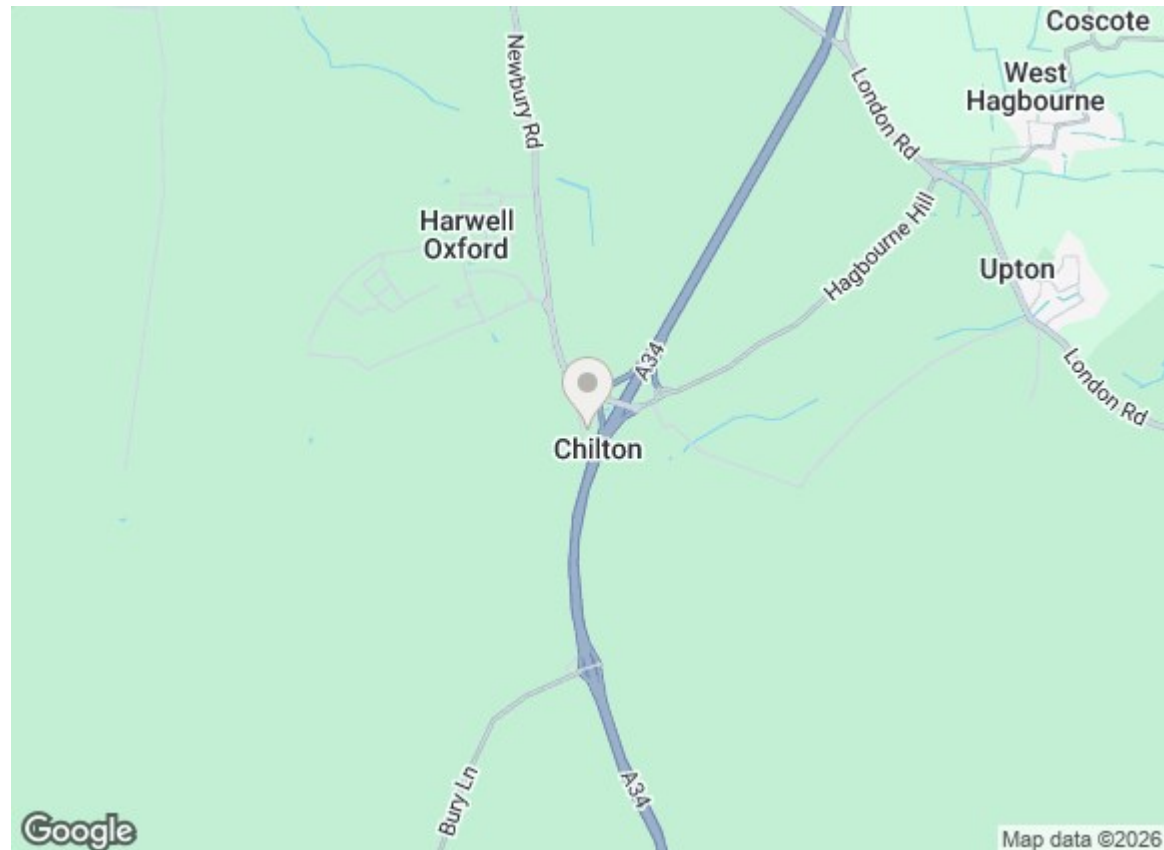 Coscote
West
Hagbourne
Newbury Rd
London Rd
Harwell
Oxford
Hagbourne Hill
Upton
A34
London Rd
Chilton
Bury Ln
A34
Google
Map data ©2026